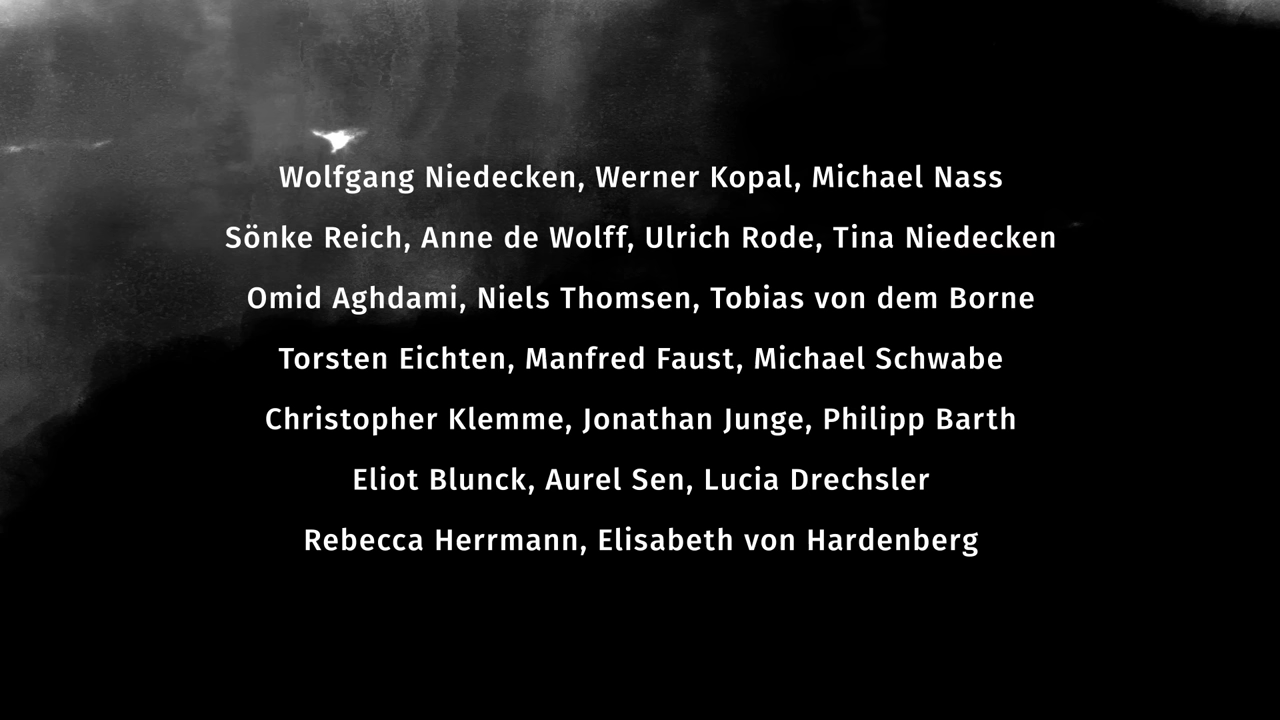 Wolfgang Niedecken, Werner Kopal, Michael Nass
Sönke Reich, Anne de Wolff, Ulrich Rode, Tina Niedecken
Omid Aghdami, Niels Thomsen, Tobias von dem Borne
Torsten Eichten, Manfred Faust, Michael Schwabe
Christopher Klemme, Jonathan Junge, Philipp Barth
Eliot Blunck, Aurel Sen, Lucia Drechsler
Rebecca Herrmann, Elisabeth von Hardenberg